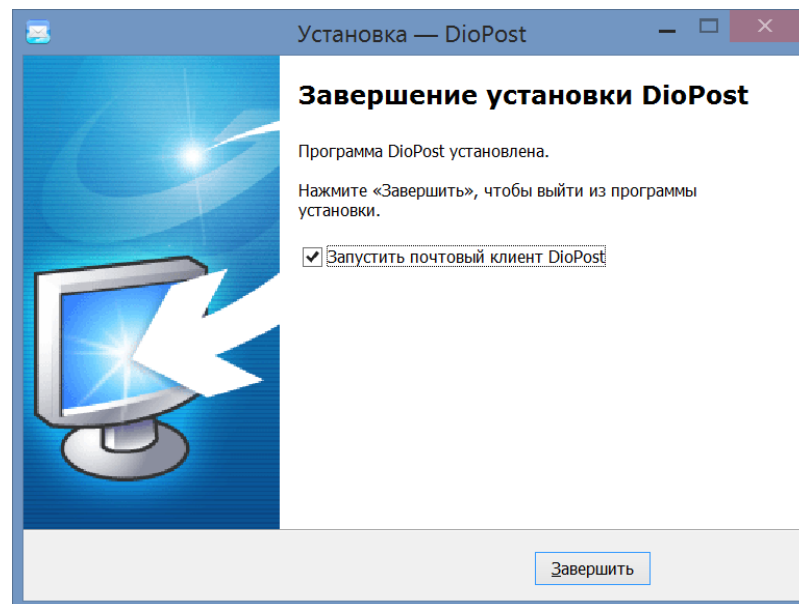 Установка — DioPost
Завершение установки DioPost
Программа DioPost установлена.
Нажмите «Завершить», чтобы выйти из программы
установки.
Запустить почтовый клиент DioPost
Завершить